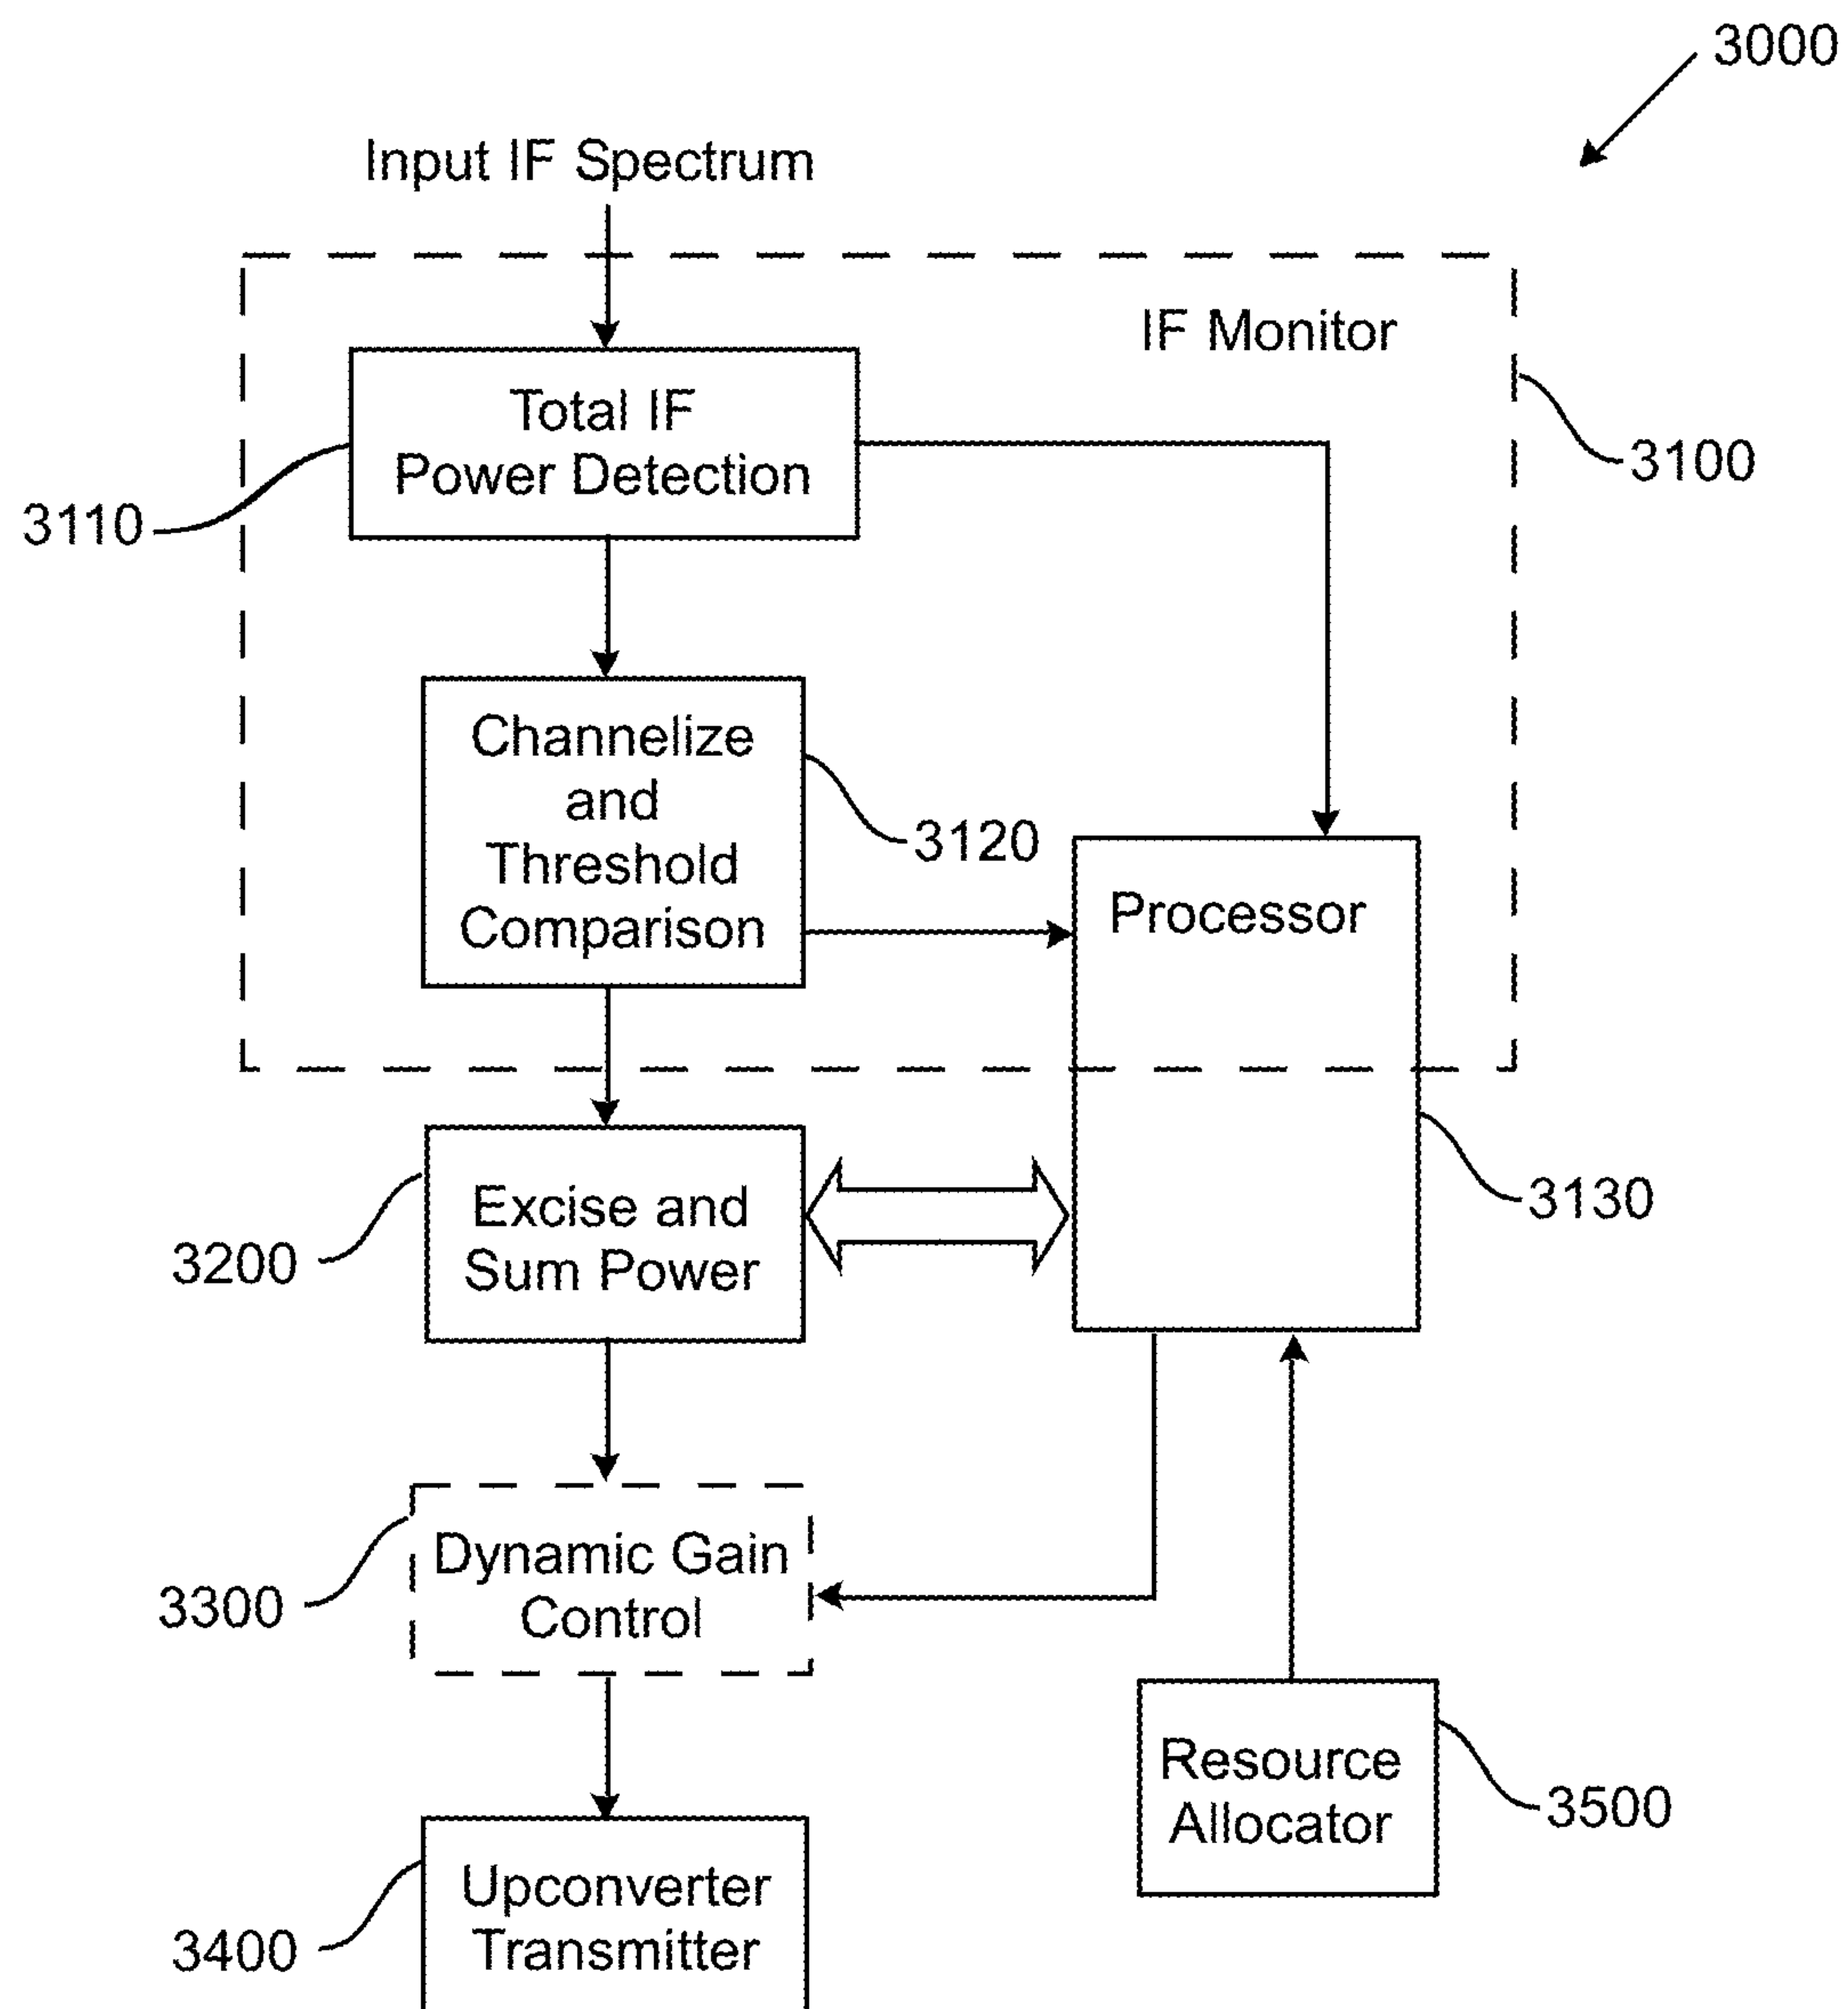 3000
Input IF Spectrum
IF Monitor
3100
Total IF
Power Detection
3110
Channelize
and
Threshold
Comparison
3120
Processor
3130
Excise and
Sum Power
3200
Dynamic Gain
Control
3300
Resource
Allocator
3500
Upconverter
Transmitter
3400